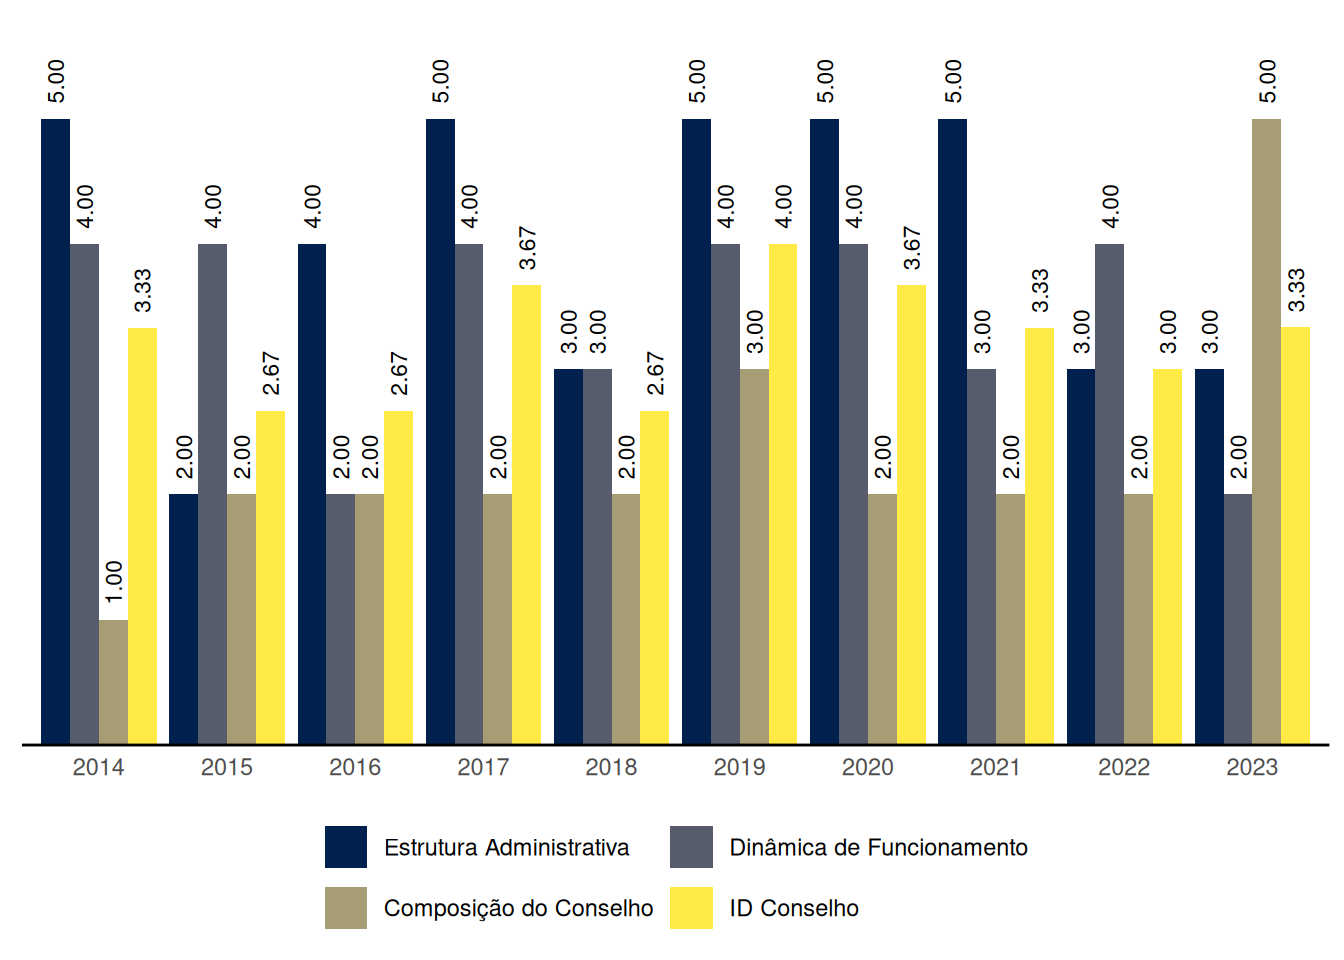 5.00 4.00 1.00 3.33
2.00 4.00 2.00 2.67
4.00 2.00 2.00 2.67
5.00 4.00 2.00 3.67
3.00 3.00 2.00 2.67
5.00 4.00 3.00 4.00
5.00 4.00 2.00 3.67
5.00 3.00 2.00 3.33
3.00 4.00 2.00 3.00
3.00 2.00 5.00 3.33
2014 2015 2016 2017 2018 2019 2020 2021 2022 2023
Estrutura Administrativa Dinâmica de Funcionamento
Composição do Conselho ID Conselho